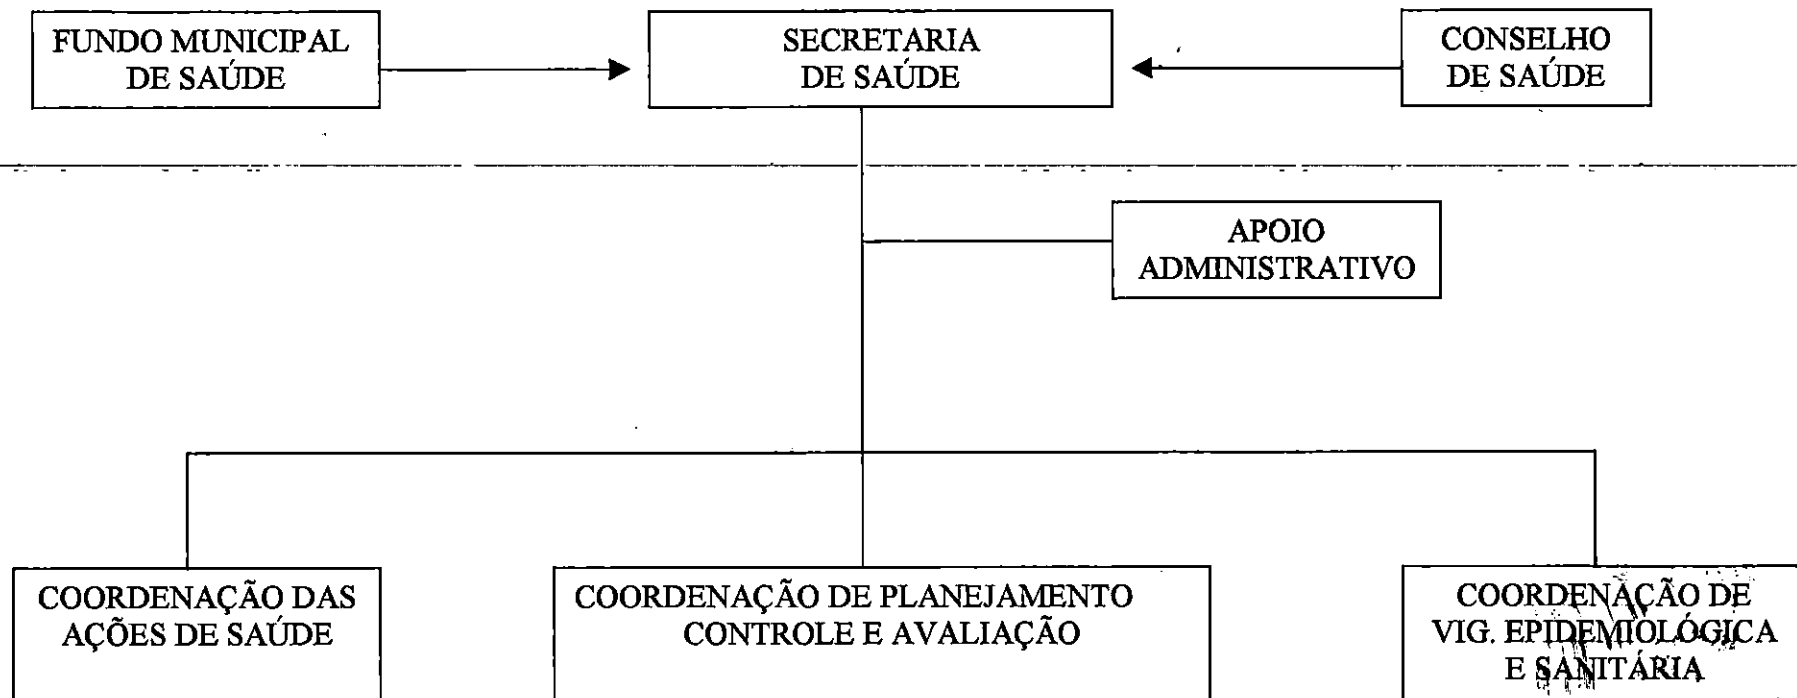 FUNDO MUNICIPAL
DE SAÚDE
SECRETARIA
DE SAÚDE
CONSELHO
DE SAÚDE
APOIO
ADMINISTRATIVO
COORDENAÇÃO DAS
AÇÕES DE SAÚDE
COORDENAÇÃO DE PLANEJAMENTO
CONTROLE E AVALIAÇÃO
COORDENAÇÃO DE
VIG. EPIDEMIOLÓGICA
E SANITÁRIA